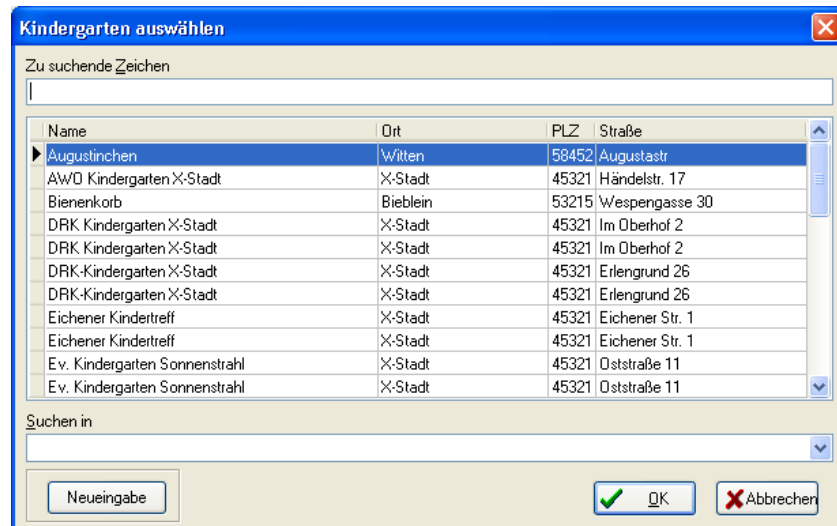 Kindergarten auswählen
Zu suchende Zeichen
Name Ort PLZ Straße
Augustinchen Witten 58452 Augustastr
AWO Kindergarten X-Stadt X-Stadt 45321 Händelstr. 17
Bienenkorb Bieblein 53215 Wespengasse 30
DRK Kindergarten X-Stadt X-Stadt 45321 Im Oberhof 2
DRK Kindergarten X-Stadt X-Stadt 45321 Im Oberhof 2
DRK-Kindergarten X-Stadt X-Stadt 45321 Erlengrund 26
DRK-Kindergarten X-Stadt X-Stadt 45321 Erlengrund 26
Eichener Kindertreff X-Stadt 45321 Eichener Str. 1
Eichener Kindertreff X-Stadt 45321 Eichener Str. 1
Ev. Kindergarten Sonnenstrahl X-Stadt 45321 Oststraße 11
Ev. Kindergarten Sonnenstrahl X-Stadt 45321 Oststraße 11
Suchen in
Neueingabe OK Abbrechen